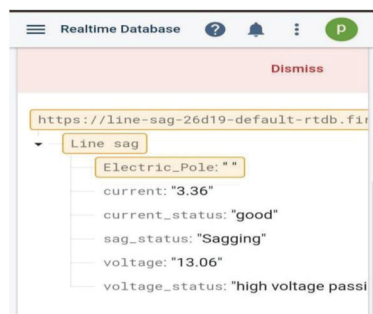 Realtime Database
P
Dismiss
https://line-sag-26d19-default-rtdb.fir
Line sag
Electric_Pole: " "
current: "3.36"
current_status: "good"
sag_status: "Sagging"
voltage: "13.06"
voltage_status: "high voltage passi